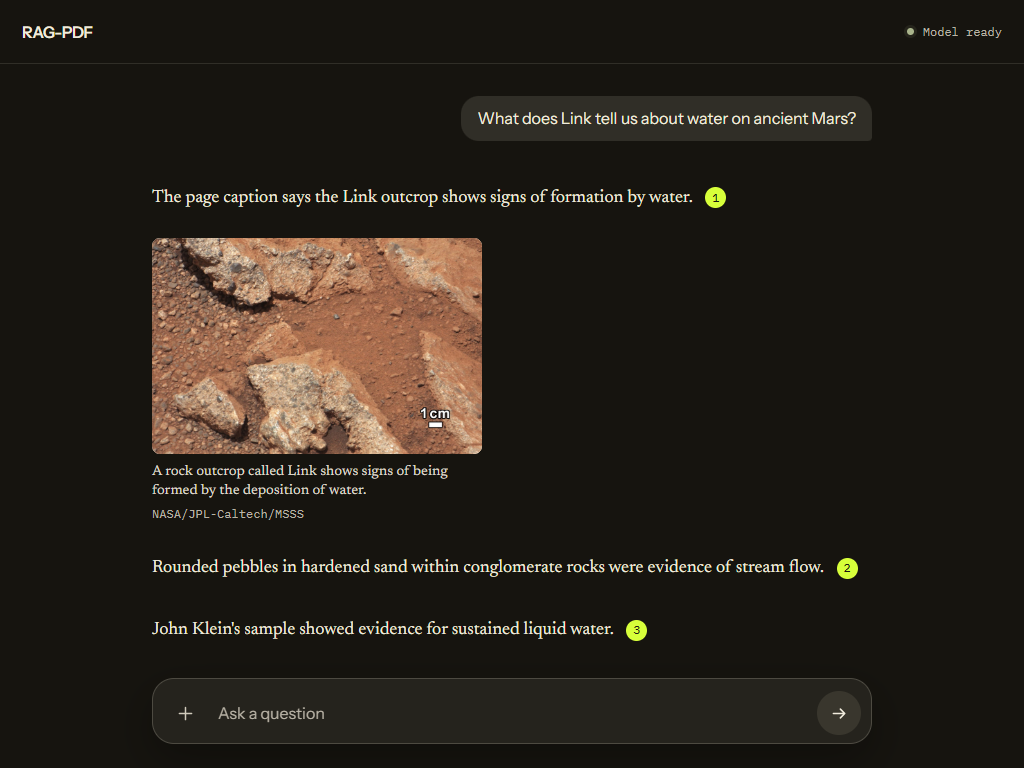 RAG-PDF
Model ready
What does Link tell us about water on ancient Mars?
The page caption says the Link outcrop shows signs of formation by water. 1
1 cm
A rock outcrop called Link shows signs of being
formed by the deposition of water.
NASA/JPL-Caltech/MSSS
Rounded pebbles in hardened sand within conglomerate rocks were evidence of stream flow. 2
John Klein's sample showed evidence for sustained liquid water. 3
Ask a question